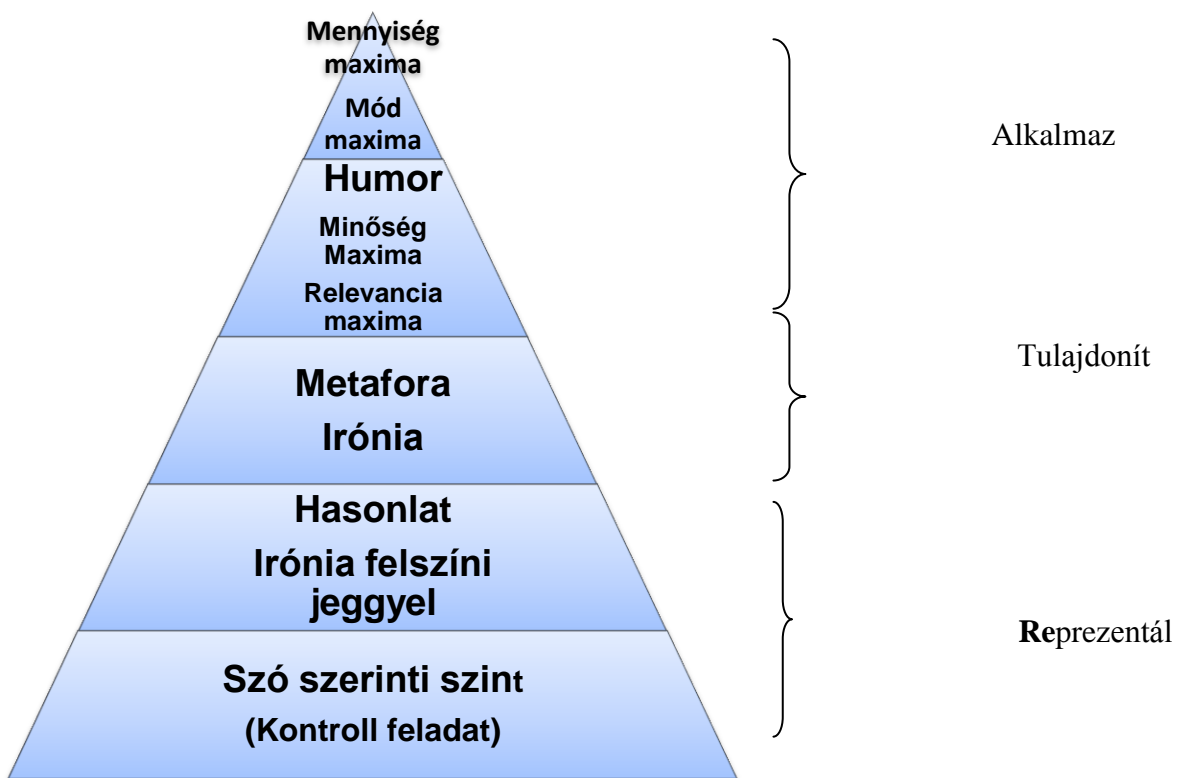 Mennyiség
maxima
Mód
maxima
Humor
Minőség
Maxima
Relevancia
maxima
Metafora
Irónia
Hasonlat
Irónia felszíni
jeggyel
Szó szerinti szint
(Kontroll feladat)
Alkalmaz
Tulajdonít
Reprezentál